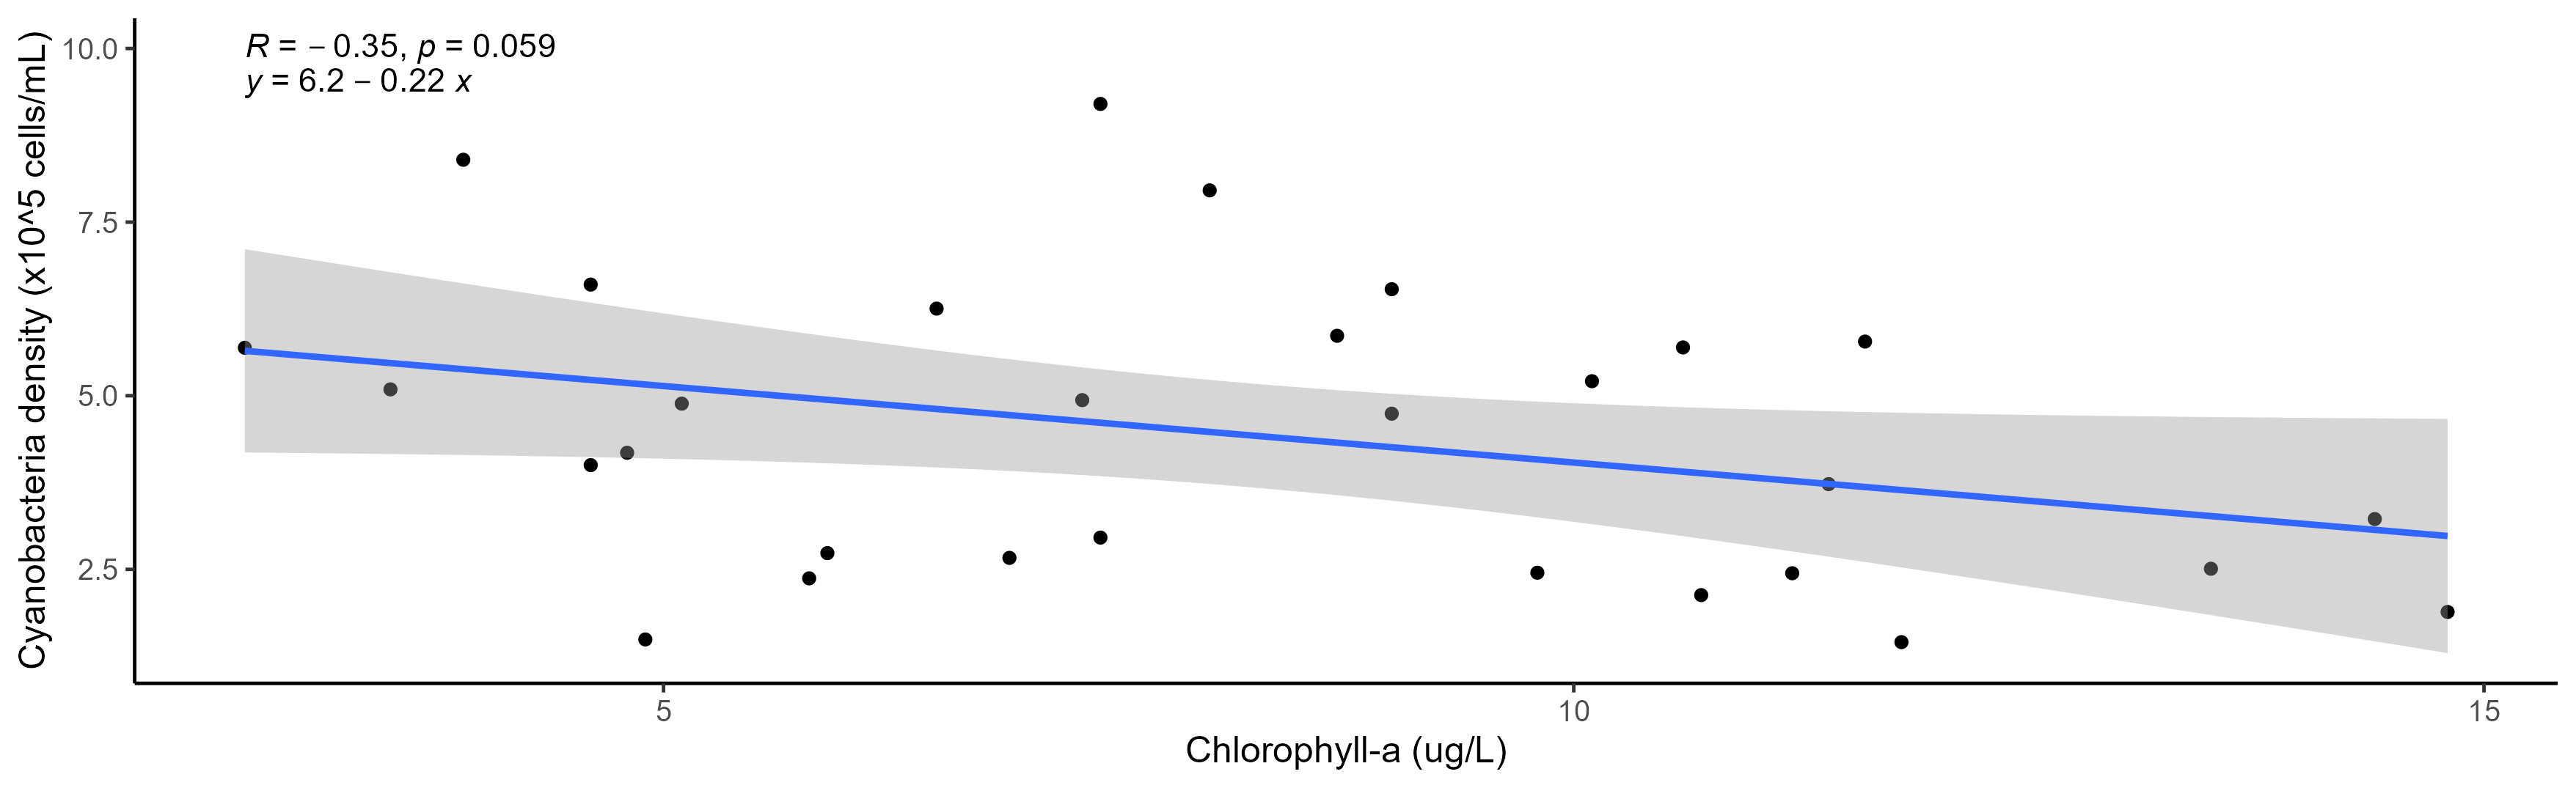 R = − 0.35, p = 0.059
y = 6.2 − 0.22 x
Cyanobacteria density (x10^5 cells/mL)
10.0
7.5
5.0
2.5
5
10
15
Chlorophyll-a (ug/L)